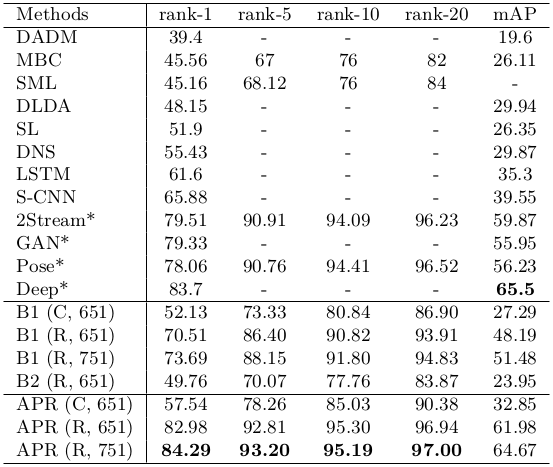 Methods rank-1 rank-5 rank-10 rank-20 mAP
DADM 39.4 - - - 19.6
MBC 45.56 67 76 82 26.11
SML 45.16 68.12 76 84 -
DLDA 48.15 - - - 29.94
SL 51.9 - - - 26.35
DNS 55.43 - - - 29.87
LSTM 61.6 - - - 35.3
S-CNN 65.88 - - - 39.55
2Stream* 79.51 90.91 94.09 96.23 59.87
GAN* 79.33 - - - 55.95
Pose* 78.06 90.76 94.41 96.52 56.23
Deep* 83.7 - - - 65.5
B1 (C, 651) 52.13 73.33 80.84 86.90 27.29
B1 (R, 651) 70.51 86.40 90.82 93.91 48.19
B1 (R, 751) 73.69 88.15 91.80 94.83 51.48
B2 (R, 651) 49.76 70.07 77.76 83.87 23.95
APR (C, 651) 57.54 78.26 85.03 90.38 32.85
APR (R, 651) 82.98 92.81 95.30 96.94 61.98
APR (R, 751) 84.29 93.20 95.19 97.00 64.67